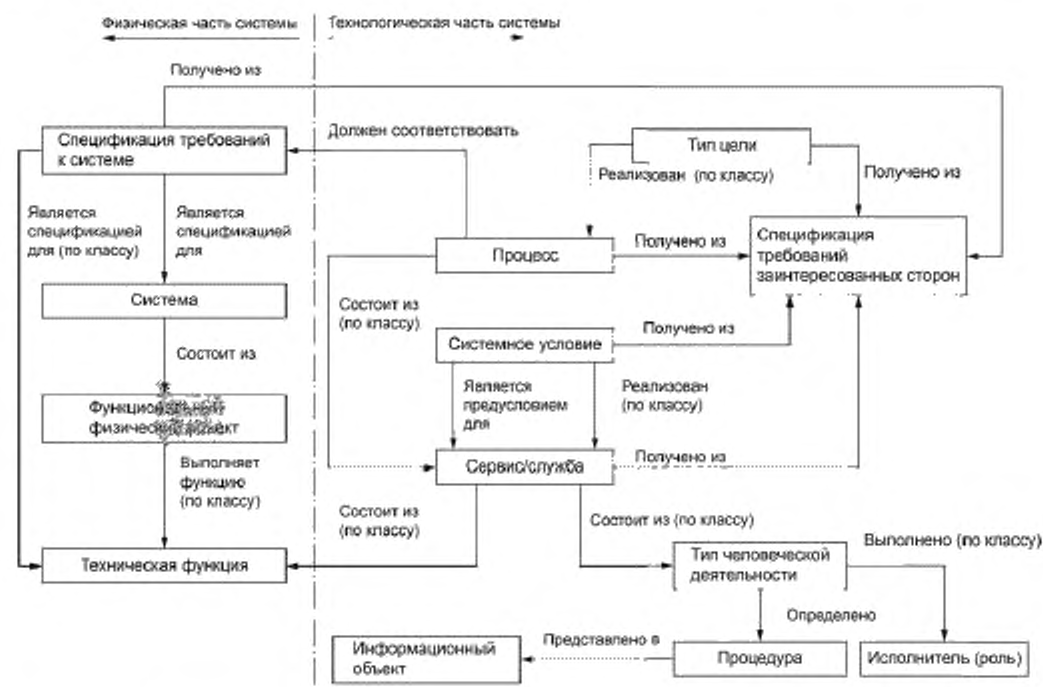 Физическая часть системы
Технологическая часть системы
Получено из
Спецификация требований
к системе
Должен соответствовать
Тип цели
Реализован (по классу)
Получено из
Является
спецификацией
для (по классу)
Является
спецификацией
для
Процесс
Получено из
Спецификация
требований
заинтересованных сторон
Система
Состоит из
(по классу)
Системное условие
Получено из
Состоит из
Является
предусловием
для
Реализован
(по классу)
Функциональный
физический объект
Выполняет
функцию
(по классу)
Сервис/служба
Получено из
Состоит из
(по классу)
Состоит из (по классу)
Техническая функция
Тип человеческой
деятельности
Выполнено (по классу)
Определено
Информационный
объект
Представлено в
Процедура
Исполнитель (роль)